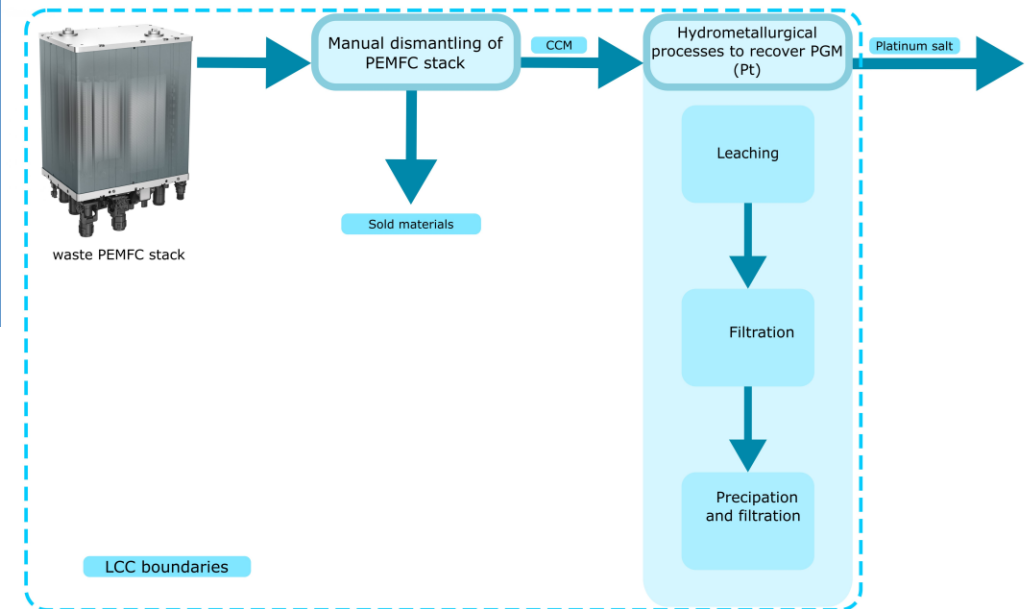 Manual dismantling of
PEMFC stack
CCM
Hydrometallurgical
processes to recover PGM
(Pt)
Platinum salt
Leaching
Sold materials
waste PEMFC stack
Filtration
Precipation
and filtration
LCC boundaries